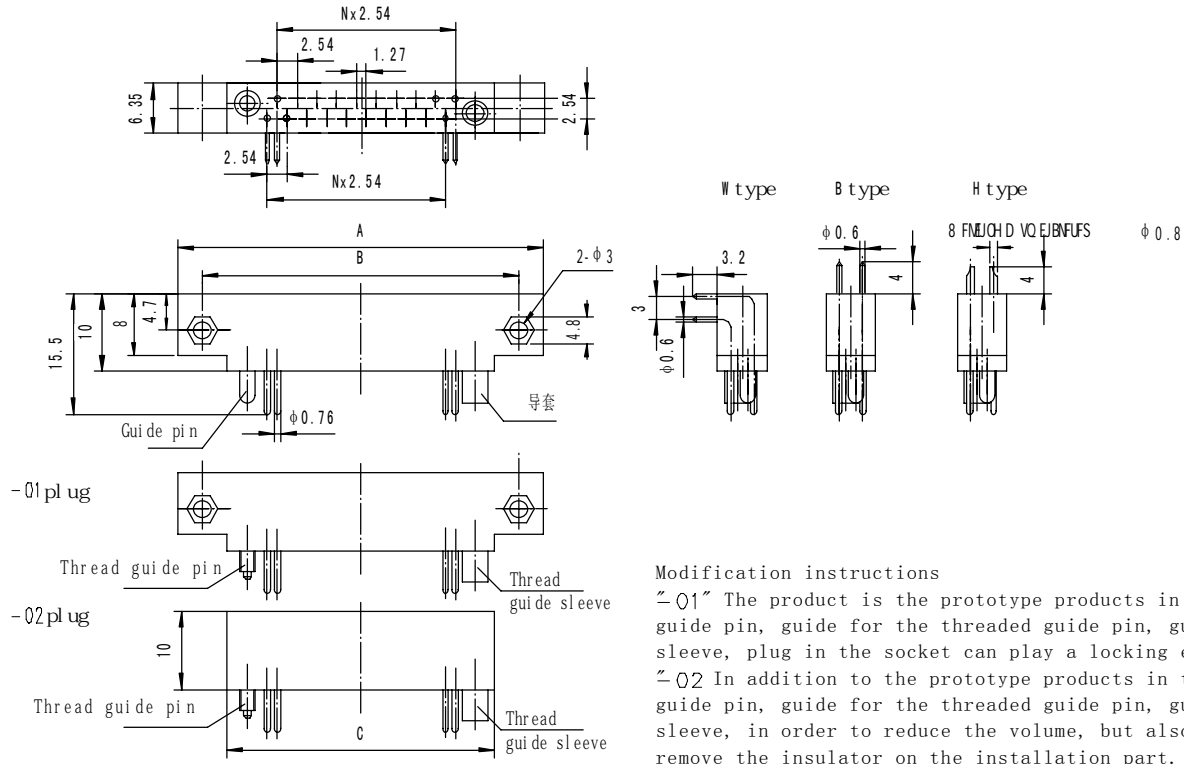 Nx2.54
2.54
1.27
6.35
2.54
2.54
Nx2.54
W type
B type
H type
A
B
2-φ3
15.5
10
8
4.7
4.8
φ0.76
Guide pin
导套
3.2
3
φ0.6
φ0.6
4
8 FMEJOHD VQ EJBNFUFS
φ0.8
4
-01plug
Thread guide pin
Thread
guide sleeve
-02plug
10
Thread guide pin
C
Thread
guide sleeve
Modification instructions
"-01" The product is the prototype products in
guide pin, guide for the threaded guide pin, gu
sleeve, plug in the socket can play a locking e
"-02 In addition to the prototype products in t
guide pin, guide for the threaded guide pin, gu
sleeve, in order to reduce the volume, but also
remove the insulator on the installation part.